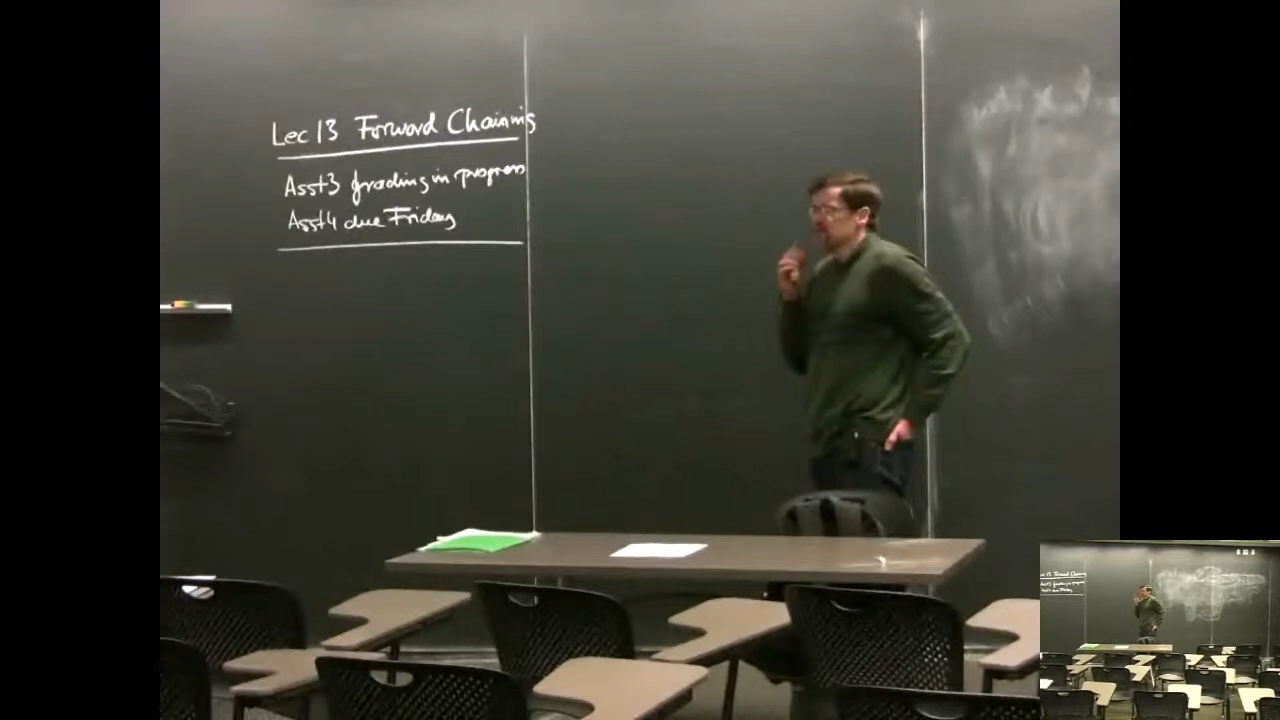 Lec 13 Forward Chaining
Asst3 grading in progress
Asst4 due Friday